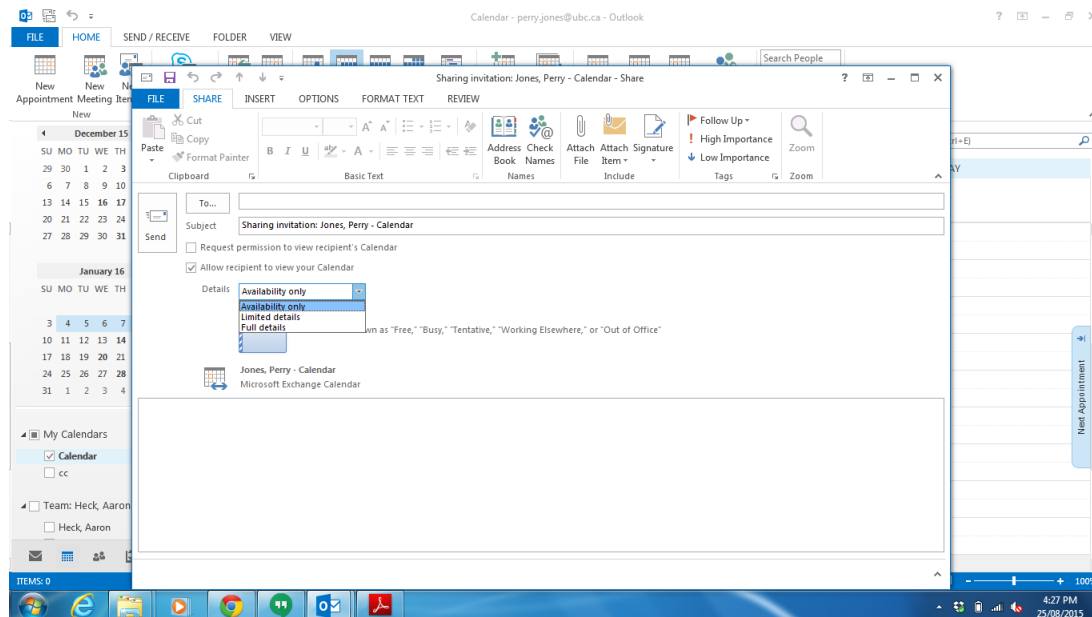 Calendar - perry.jones@ubc.ca - Outlook
FILE HOME SEND / RECEIVE FOLDER VIEW
Search People
New Appointment
New Meeting
New
Sharing invitation: Jones, Perry - Calendar - Share
FILE SHARE INSERT OPTIONS FORMAT TEXT REVIEW
Paste
Cut
Copy
Format Painter
Clipboard
B I U
Basic Text
Address Book
Check Names
Names
Attach File
Attach Item
Signature
Include
Follow Up
High Importance
Low Importance
Tags
Zoom
Zoom
To...
Subject Sharing invitation: Jones, Perry - Calendar
Send
Request permission to view recipient's Calendar
Allow recipient to view your Calendar
Details Availability only
Availability only
Limited details
Full details
as "Free," "Busy," "Tentative," "Working Elsewhere," or "Out of Office"
Jones, Perry - Calendar
Microsoft Exchange Calendar
December 15
SU MO TU WE TH
29 30 1 2 3
6 7 8 9 10
13 14 15 16 17
20 21 22 23 24
27 28 29 30 31
January 16
SU MO TU WE TH
3 4 5 6 7
10 11 12 13 14
17 18 19 20 21
24 25 26 27 28
31 1 2 3 4
My Calendars
Calendar
cc
Team: Heck, Aaron
Heck, Aaron
Next Appointment
ITEMS: 0
100%
4:27 PM
25/08/2015